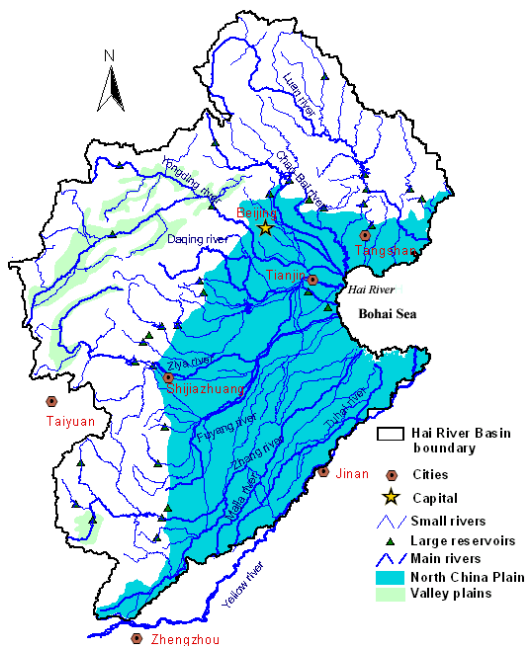 N
Luan river
Chao Bai river
Yongding river
Beijing
Daqing river
Tangshan
Tianjin
Hai River
Bohai Sea
Ziya river
Shijiazhuang
Taiyuan
Fuyang river
Zhang river
Majia river
Tuhai river
Jinan
Yellow river
Zhengzhou
Hai River Basin
boundary
Cities
Capital
Small rivers
Large reservoirs
Main rivers
North China Plain
Valley plains